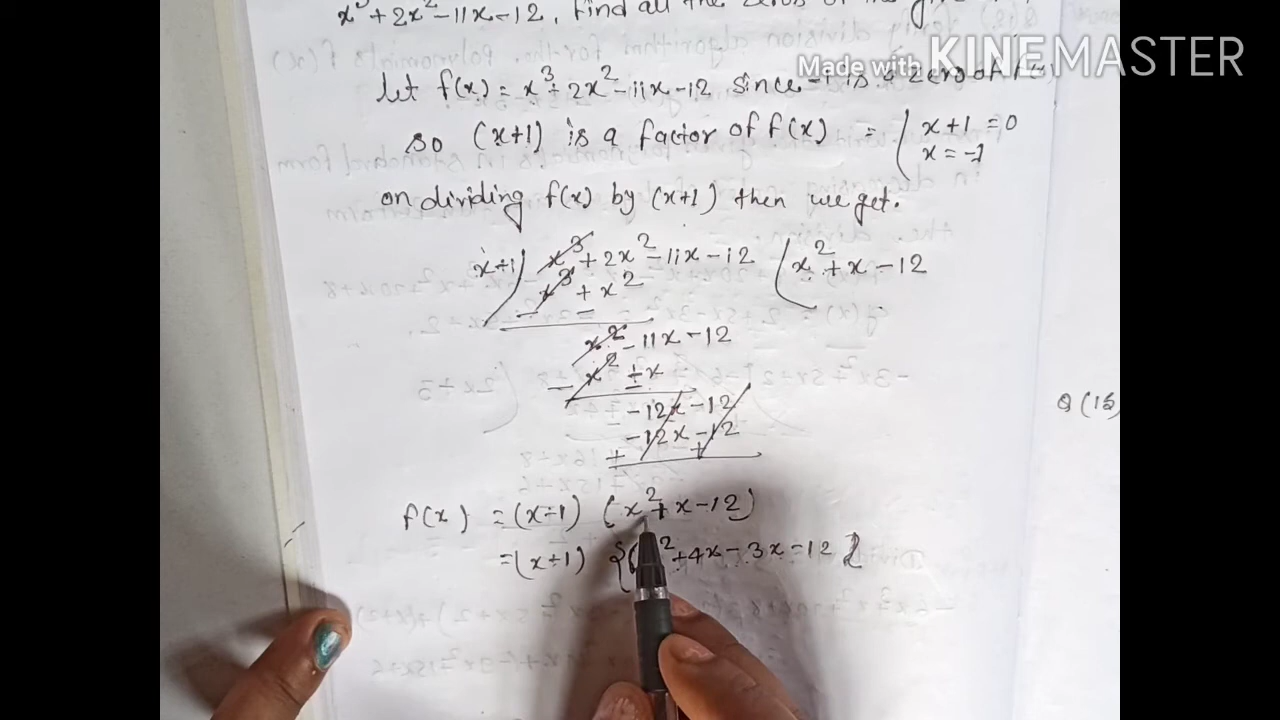 x³ + 2x² - 11x - 12, Find all the zeros of the given
Made with KINEMASTER
Let f(x) = x³ + 2x² - 11x - 12 since -1 is a zero of f(
so (x+1) is a factor of f(x) = ( x + 1 = 0
x = -1
on dividing f(x) by (x+1) then we get.
x+1) x³ + 2x² - 11x - 12 ( x² + x - 12
x³ + x²
- -
x² - 11x - 12
x² + x
- -
- 12x - 12
- 12x - 12
+ +
f(x) = (x+1) (x² + x - 12)
= (x+1) {( ² + 4x - 3x - 12 }
Q (15